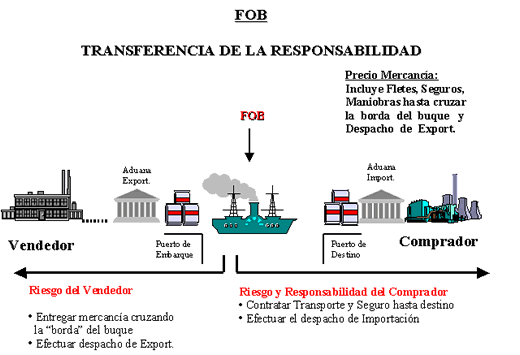 FOB
TRANSFERENCIA DE LA RESPONSABILIDAD
Precio Mercancía:
Incluye Fletes, Seguros,
Maniobras hasta cruzar
la borda del buque y
Despacho de Export.
FOB
Aduana
Export.
Aduana
Import.
Vendedor
Puerto de
Embarque
Puerto de
Destino
Comprador
Riesgo del Vendedor
• Entregar mercancía cruzando
la “borda” del buque
• Efectuar despacho de Export.
Riesgo y Responsabilidad del Comprador
• Contratar Transporte y Seguro hasta destino
• Efectuar el despacho de Importación